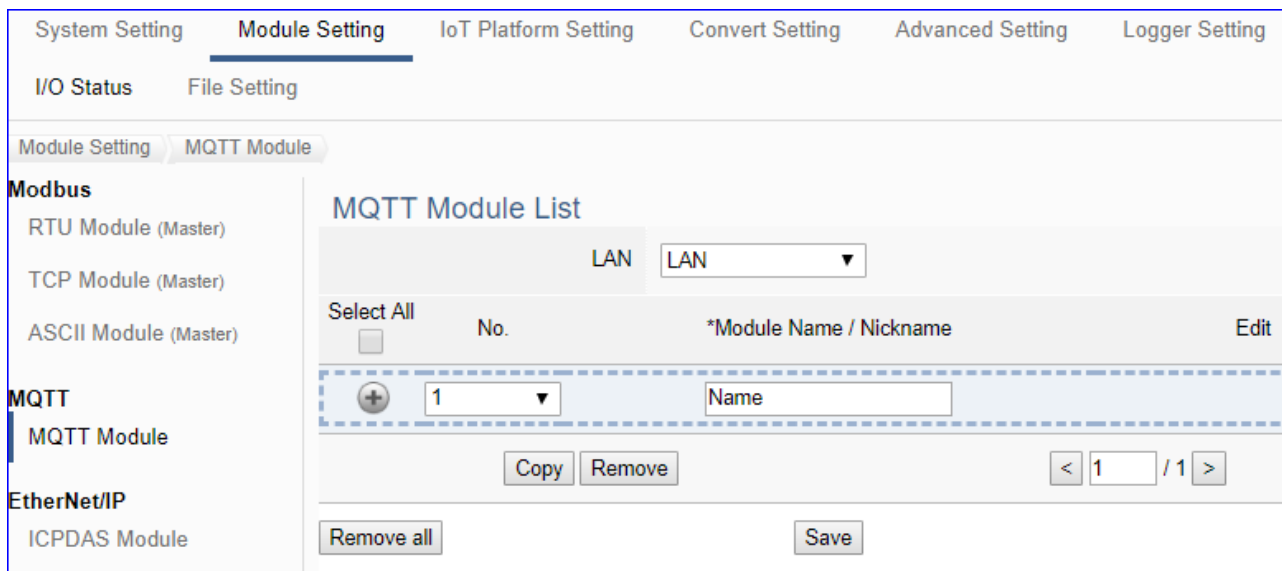 System Setting Module Setting IoT Platform Setting Convert Setting Advanced Setting Logger Setting
I/O Status File Setting
Module Setting MQTT Module
Modbus
RTU Module (Master)
TCP Module (Master)
ASCII Module (Master)
MQTT
MQTT Module
EtherNet/IP
ICPDAS Module
MQTT Module List
LAN LAN
Select All No. *Module Name / Nickname Edit
1 Name
Copy Remove < 1 / 1 >
Remove all Save